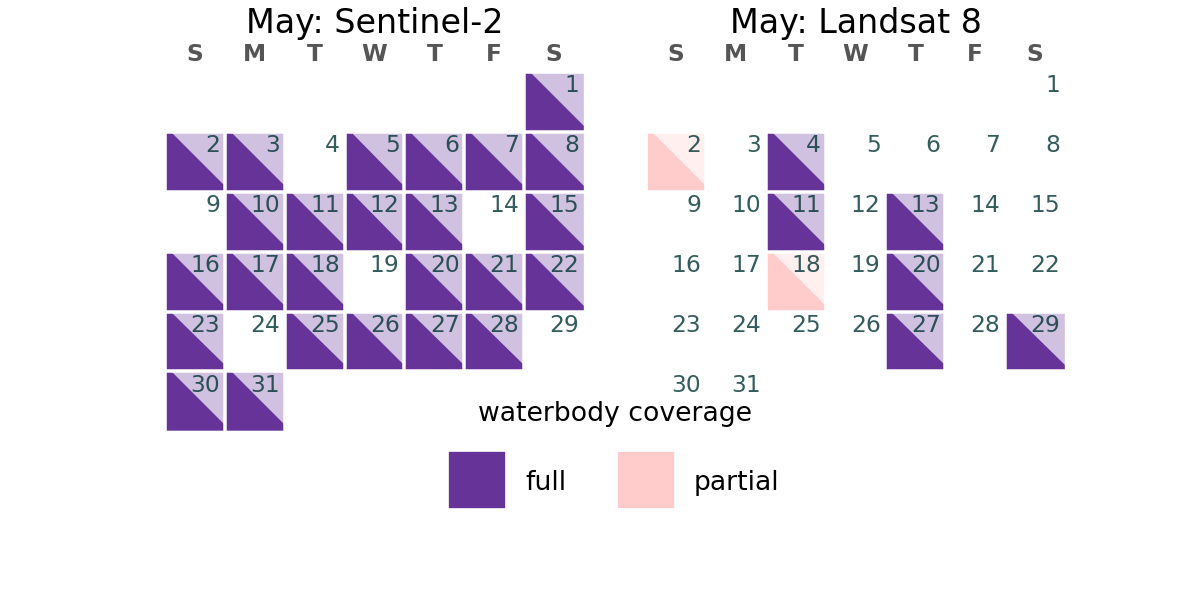 May: Sentinel-2
S M T W T F S
1
2 3 4 5 6 7 8
9 10 11 12 13 14 15
16 17 18 19 20 21 22
23 24 25 26 27 28 29
30 31
May: Landsat 8
S M T W T F S
1
2 3 4 5 6 7 8
9 10 11 12 13 14 15
16 17 18 19 20 21 22
23 24 25 26 27 28 29
30 31
waterbody coverage
full
partial